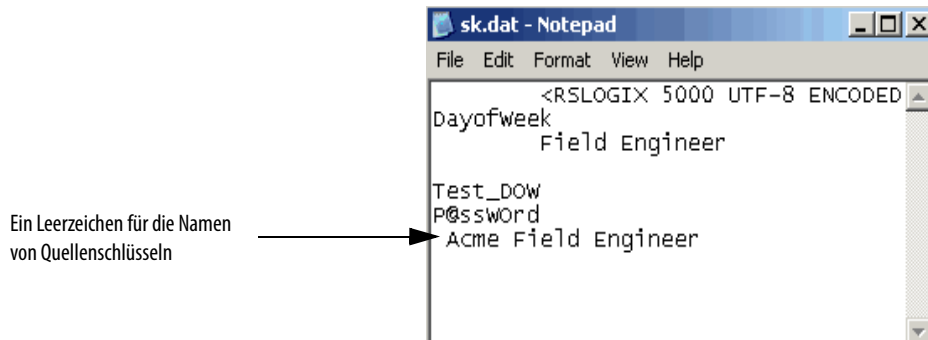 sk.dat - Notepad
File Edit Format View Help
<RSLOGIX 5000 UTF-8 ENCODED
DayofWeek
Field Engineer
Test_DOW
P@ssWOrd
Acme Field Engineer
Ein Leerzeichen für die Namen
von Quellenschlüsseln